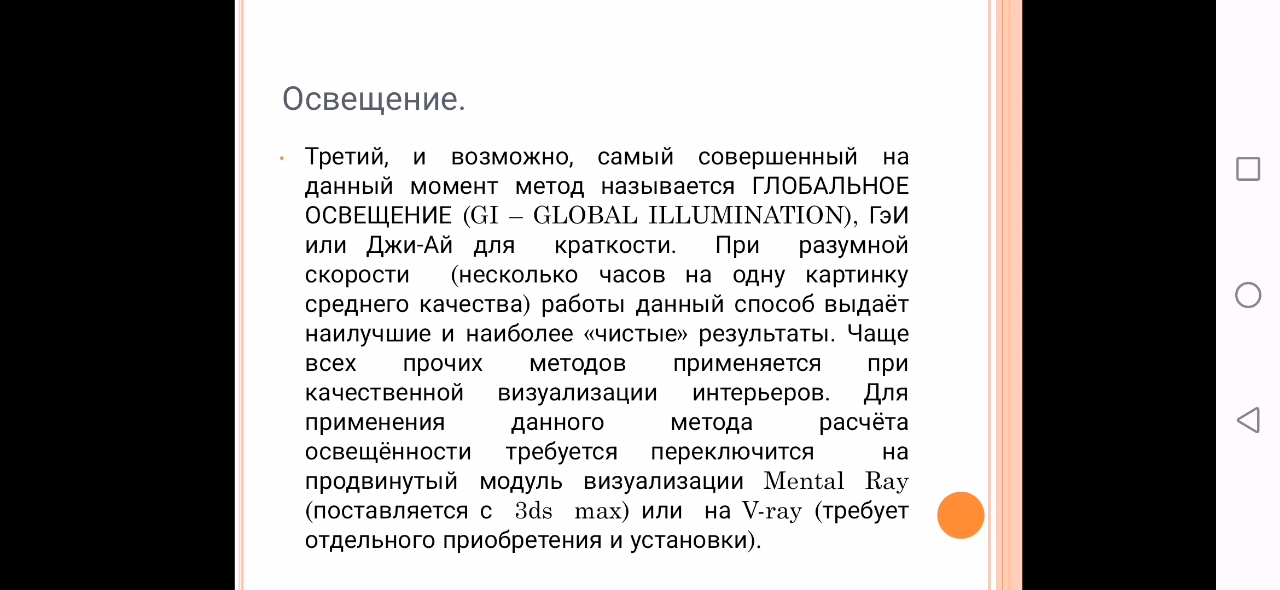 Освещение.
Третий, и возможно, самый совершенный на
данный момент метод называется ГЛОБАЛЬНОЕ
ОСВЕЩЕНИЕ (GI – GLOBAL ILLUMINATION), ГэИ
или Джи-Ай для краткости. При разумной
скорости (несколько часов на одну картинку
среднего качества) работы данный способ выдаёт
наилучшие и наиболее «чистые» результаты. Чаще
всех прочих методов применяется при
качественной визуализации интерьеров. Для
применения данного метода расчёта
освещённости требуется переключится на
продвинутый модуль визуализации Mental Ray
(поставляется с 3ds max) или на V-ray (требует
отдельного приобретения и установки).